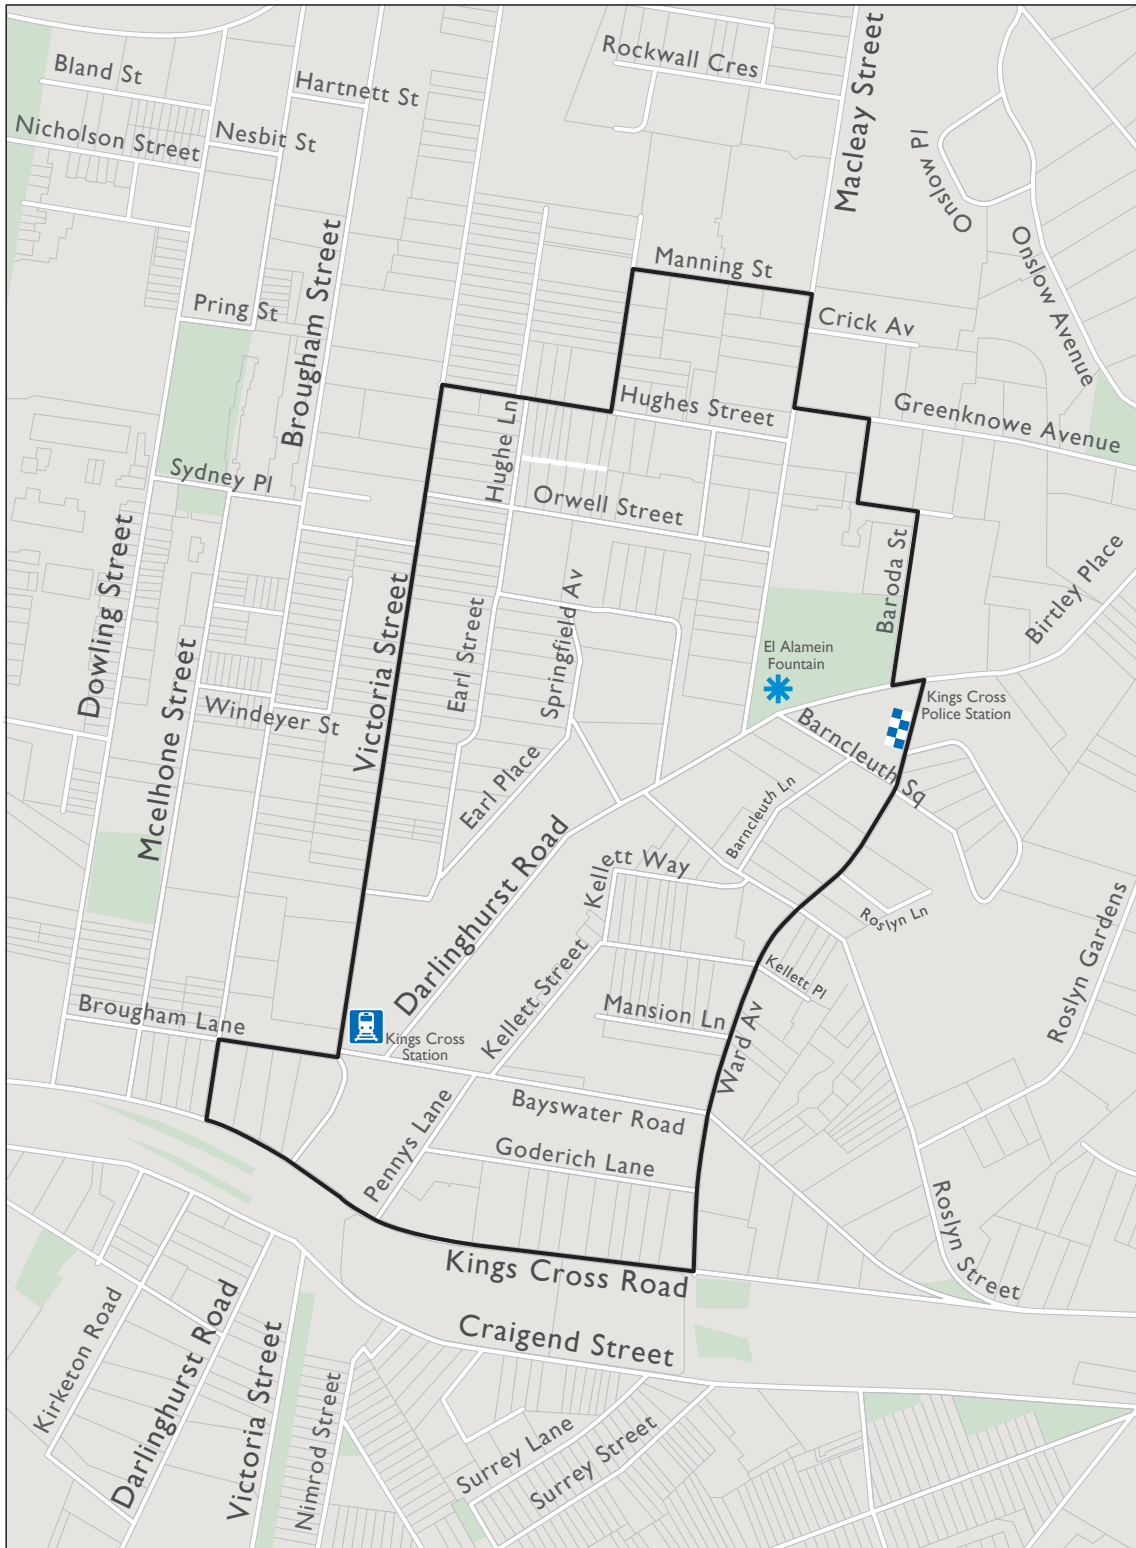 Bland St
Hartnett St
Rockwall Cres
Macleay Street
Nicholson Street
Nesbit St
Onslow Pl
Onslow Avenue
Manning St
Pring St
Brougham Street
Crick Av
Hughes Street
Greenknowe Avenue
Hughe Ln
Sydney Pl
Orwell Street
Dowling Street
Baroda St
Birtley Place
Victoria Street
Earl Street
Springfield Av
El Alamein
Fountain
Mcelhone Street
Windeyer St
Kings Cross
Police Station
Barncleuth Sq
Earl Place
Barncleuth Ln
Darlinghurst Road
Kellett Way
Roslyn Ln
Roslyn Gardens
Kellett Street
Kellett Pl
Brougham Lane
Mansion Ln
Kings Cross
Station
Ward Av
Bayswater Road
Pennys Lane
Goderich Lane
Roslyn Street
Kings Cross Road
Craigend Street
Kirketon Road
Darlinghurst Road
Victoria Street
Nimrod Street
Surrey Lane
Surrey Street